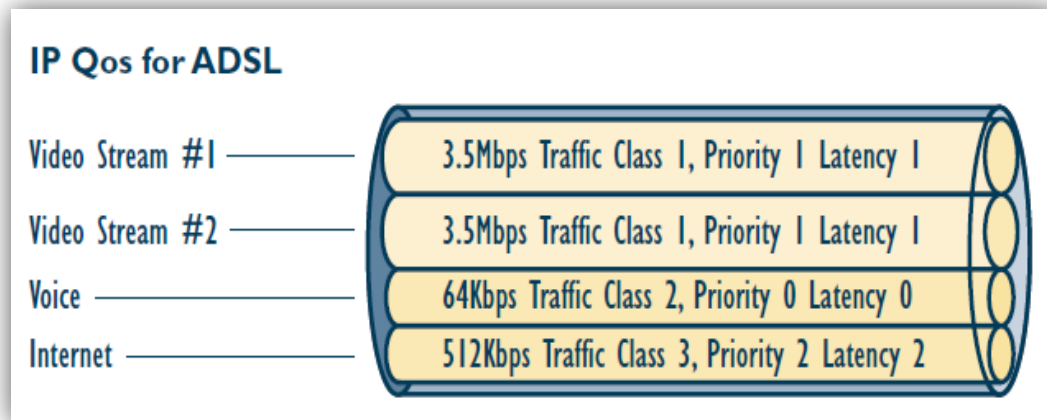 IP Qos for ADSL
Video Stream #1
3.5Mbps Traffic Class 1, Priority 1 Latency 1
Video Stream #2
3.5Mbps Traffic Class 1, Priority 1 Latency 1
Voice
64Kbps Traffic Class 2, Priority 0 Latency 0
Internet
512Kbps Traffic Class 3, Priority 2 Latency 2